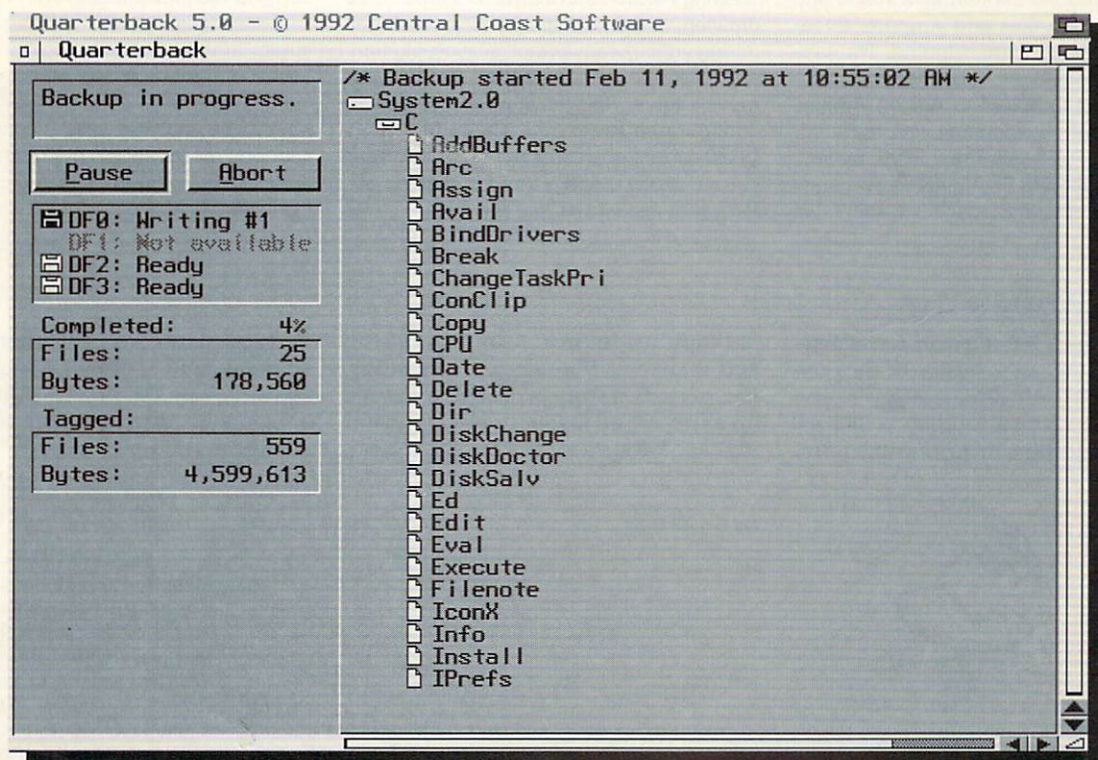 Quarterback 5.0 - © 1992 Central Coast Software
Quarterback
Backup in progress.
Pause Abort
DF0: Writing #1
DF1: Not available
DF2: Ready
DF3: Ready
Completed: 4%
Files: 25
Bytes: 178,560
Tagged:
Files: 559
Bytes: 4,599,613
/* Backup started Feb 11, 1992 at 10:55:02 AM */
System2.0
C
AddBuffers
Arc
Assign
Avail
BindDrivers
Break
ChangeTaskPri
ConClip
Copy
CPU
Date
Delete
Dir
DiskChange
DiskDoctor
DiskSalv
Ed
Edit
Eval
Execute
Filenote
IconX
Info
Install
IPrefs